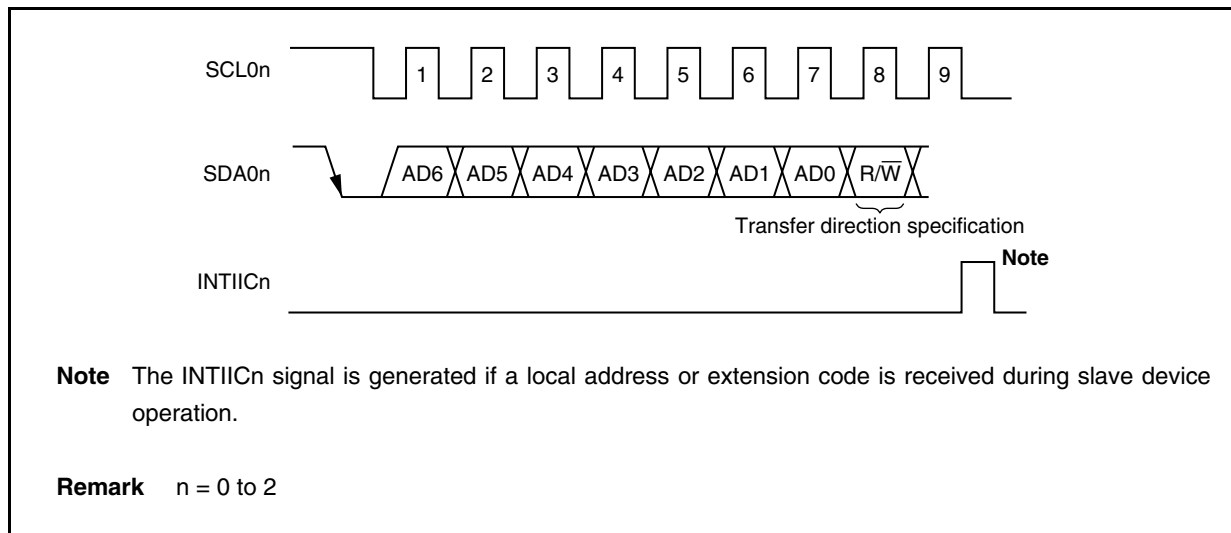 SCL0n
1 2 3 4 5 6 7 8 9
SDA0n
AD6 AD5 AD4 AD3 AD2 AD1 AD0 R/W̅
Transfer direction specification
INTIICn
Note
Note The INTIICn signal is generated if a local address or extension code is received during slave device
operation.
Remark n = 0 to 2